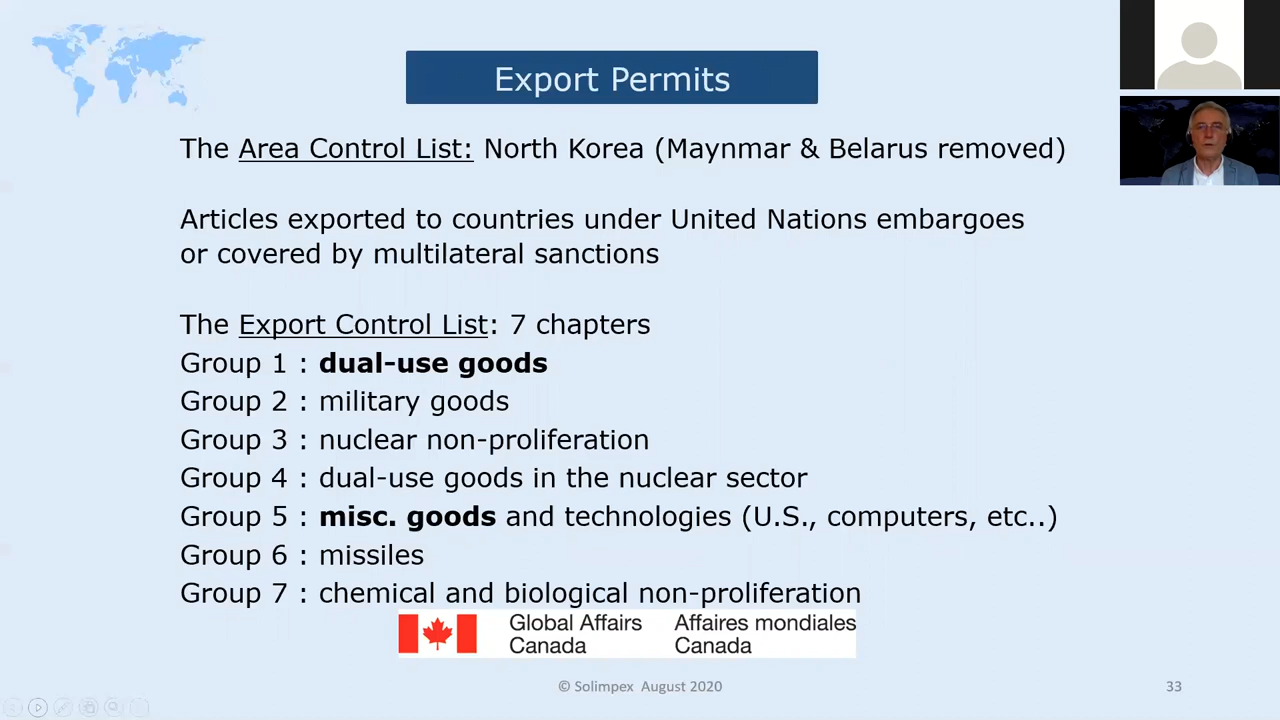 Export Permits
The Area Control List: North Korea (Maynmar & Belarus removed)
Articles exported to countries under United Nations embargoes
or covered by multilateral sanctions
The Export Control List: 7 chapters
Group 1 : dual-use goods
Group 2 : military goods
Group 3 : nuclear non-proliferation
Group 4 : dual-use goods in the nuclear sector
Group 5 : misc. goods and technologies (U.S., computers, etc..)
Group 6 : missiles
Group 7 : chemical and biological non-proliferation
Global Affairs
Canada
Affaires mondiales
Canada
© Solimpex August 2020
33